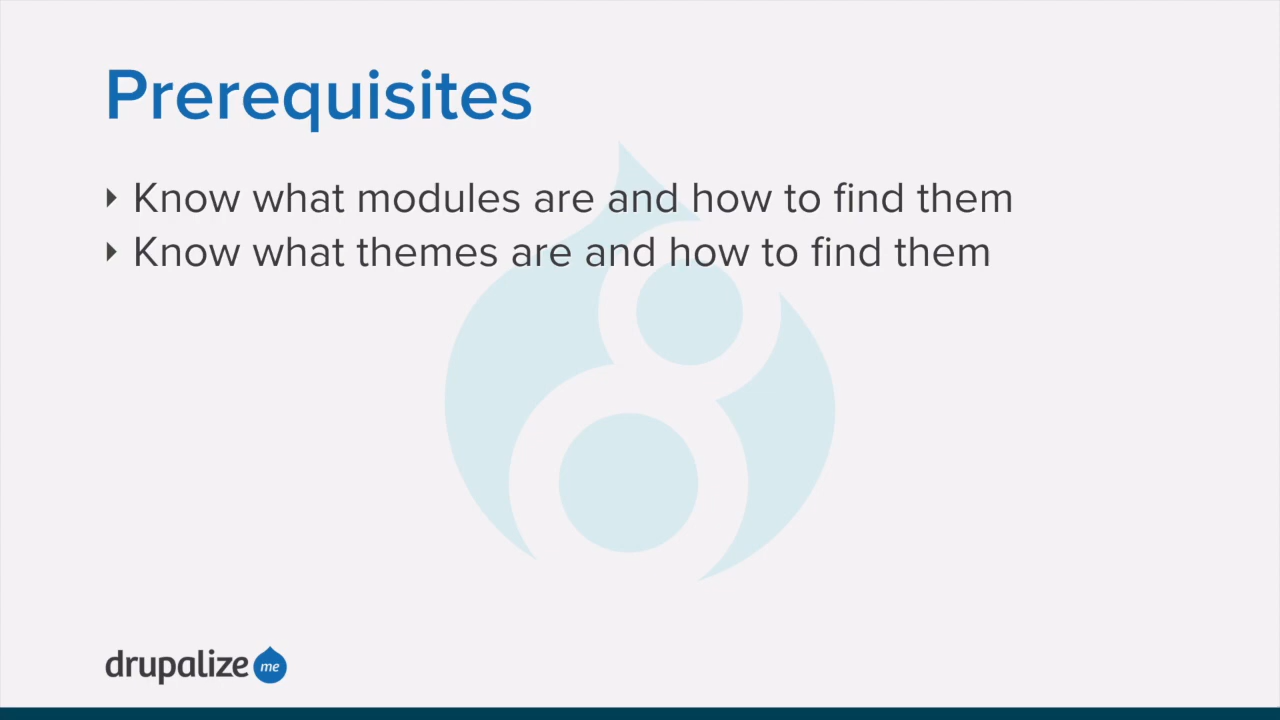 Prerequisites
Know what modules are and how to find them
Know what themes are and how to find them
drupalize me